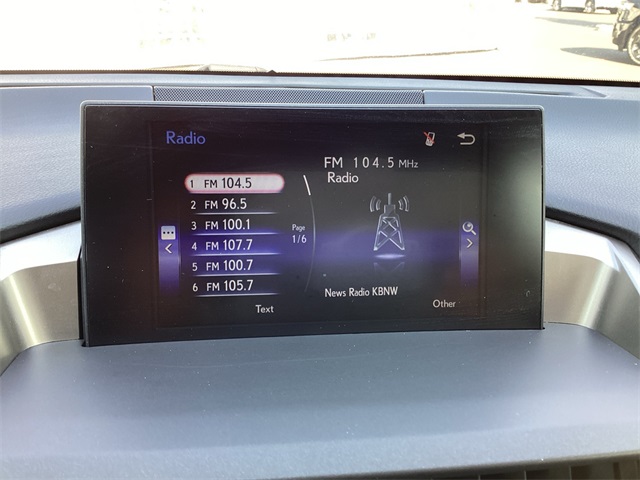 Radio
FM 104.5 MHz
Radio
1 FM 104.5
2 FM 96.5
3 FM 100.1
4 FM 107.7
5 FM 100.7
6 FM 105.7
Page
1/6
News Radio KBNW
Text
Other